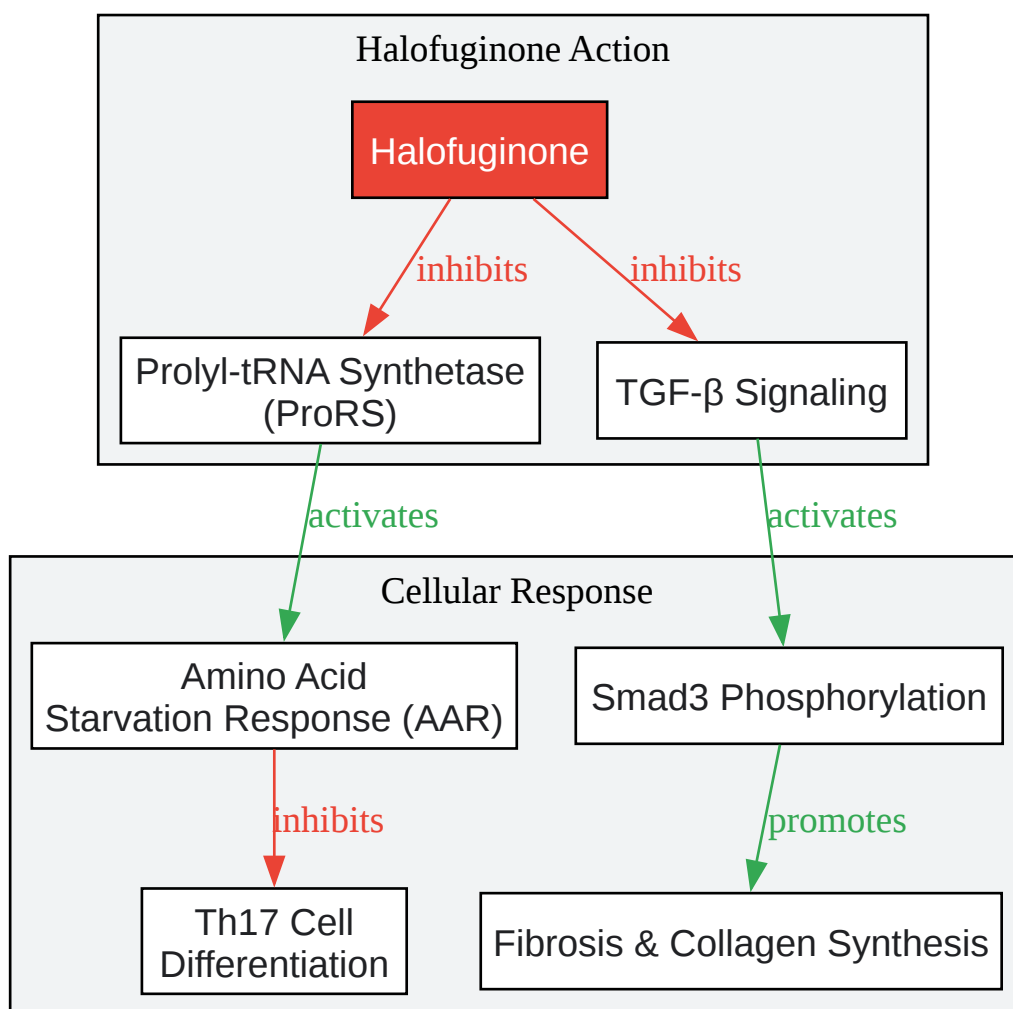 Halofuginone Action
Halofuginone
inhibits
inhibits
Prolyl-tRNA Synthetase
(ProRS)
TGF-β Signaling
activates
activates
Cellular Response
Amino Acid
Starvation Response (AAR)
Smad3 Phosphorylation
inhibits
promotes
Th17 Cell
Differentiation
Fibrosis & Collagen Synthesis